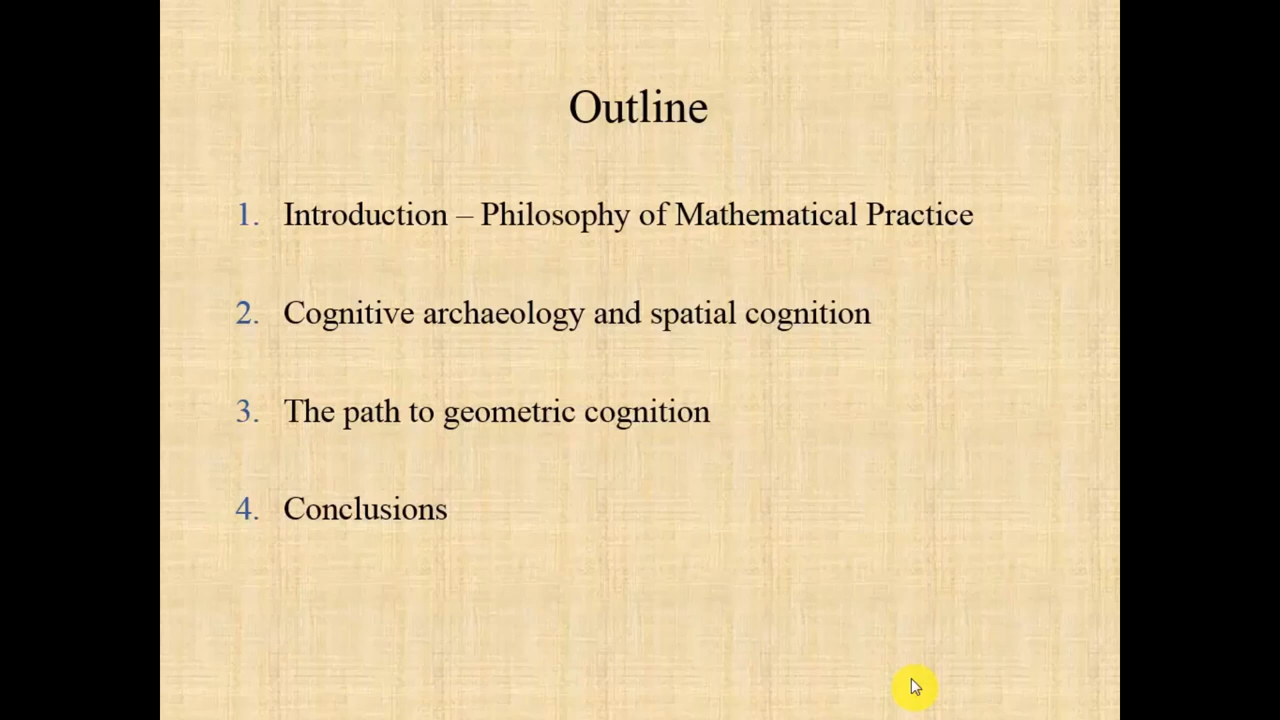 Outline
1. Introduction – Philosophy of Mathematical Practice
2. Cognitive archaeology and spatial cognition
3. The path to geometric cognition
4. Conclusions